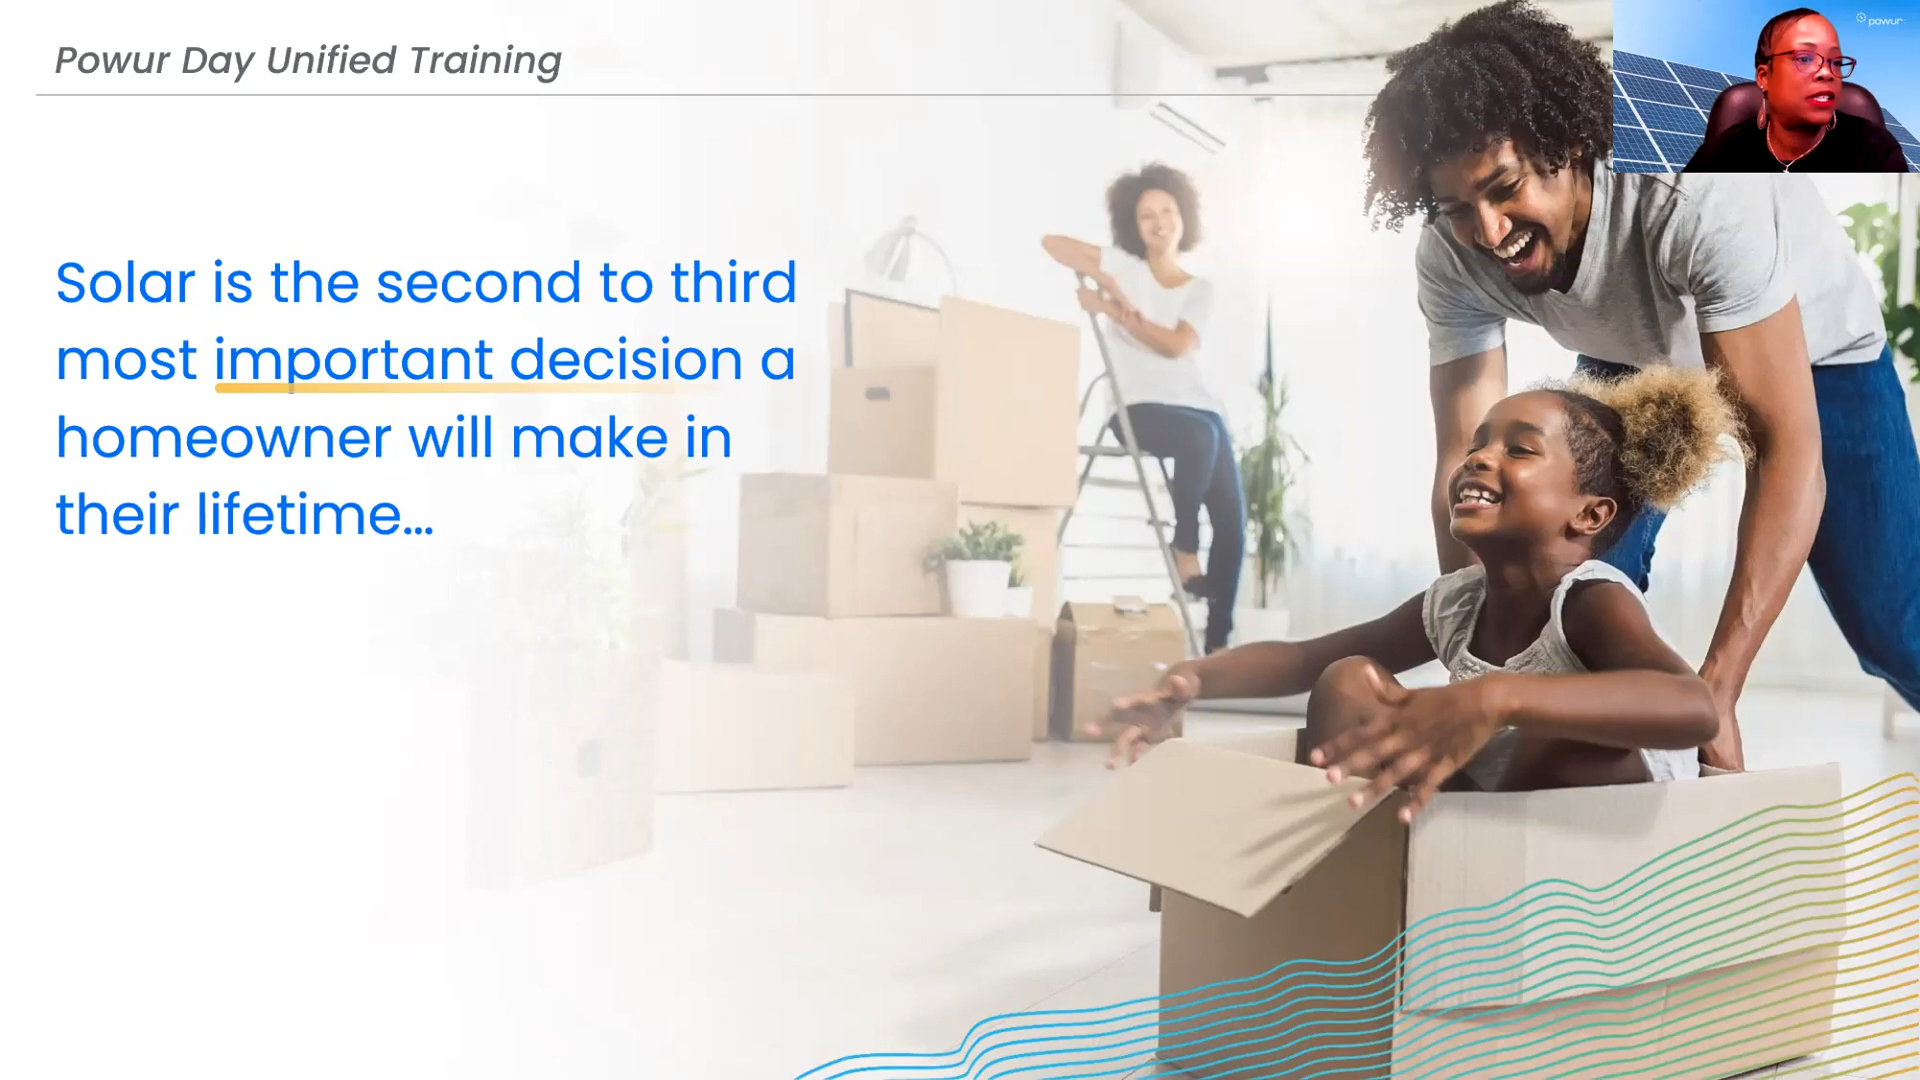 Powur Day Unified Training
powur
Solar is the second to third
most important decision a
homeowner will make in
their lifetime...